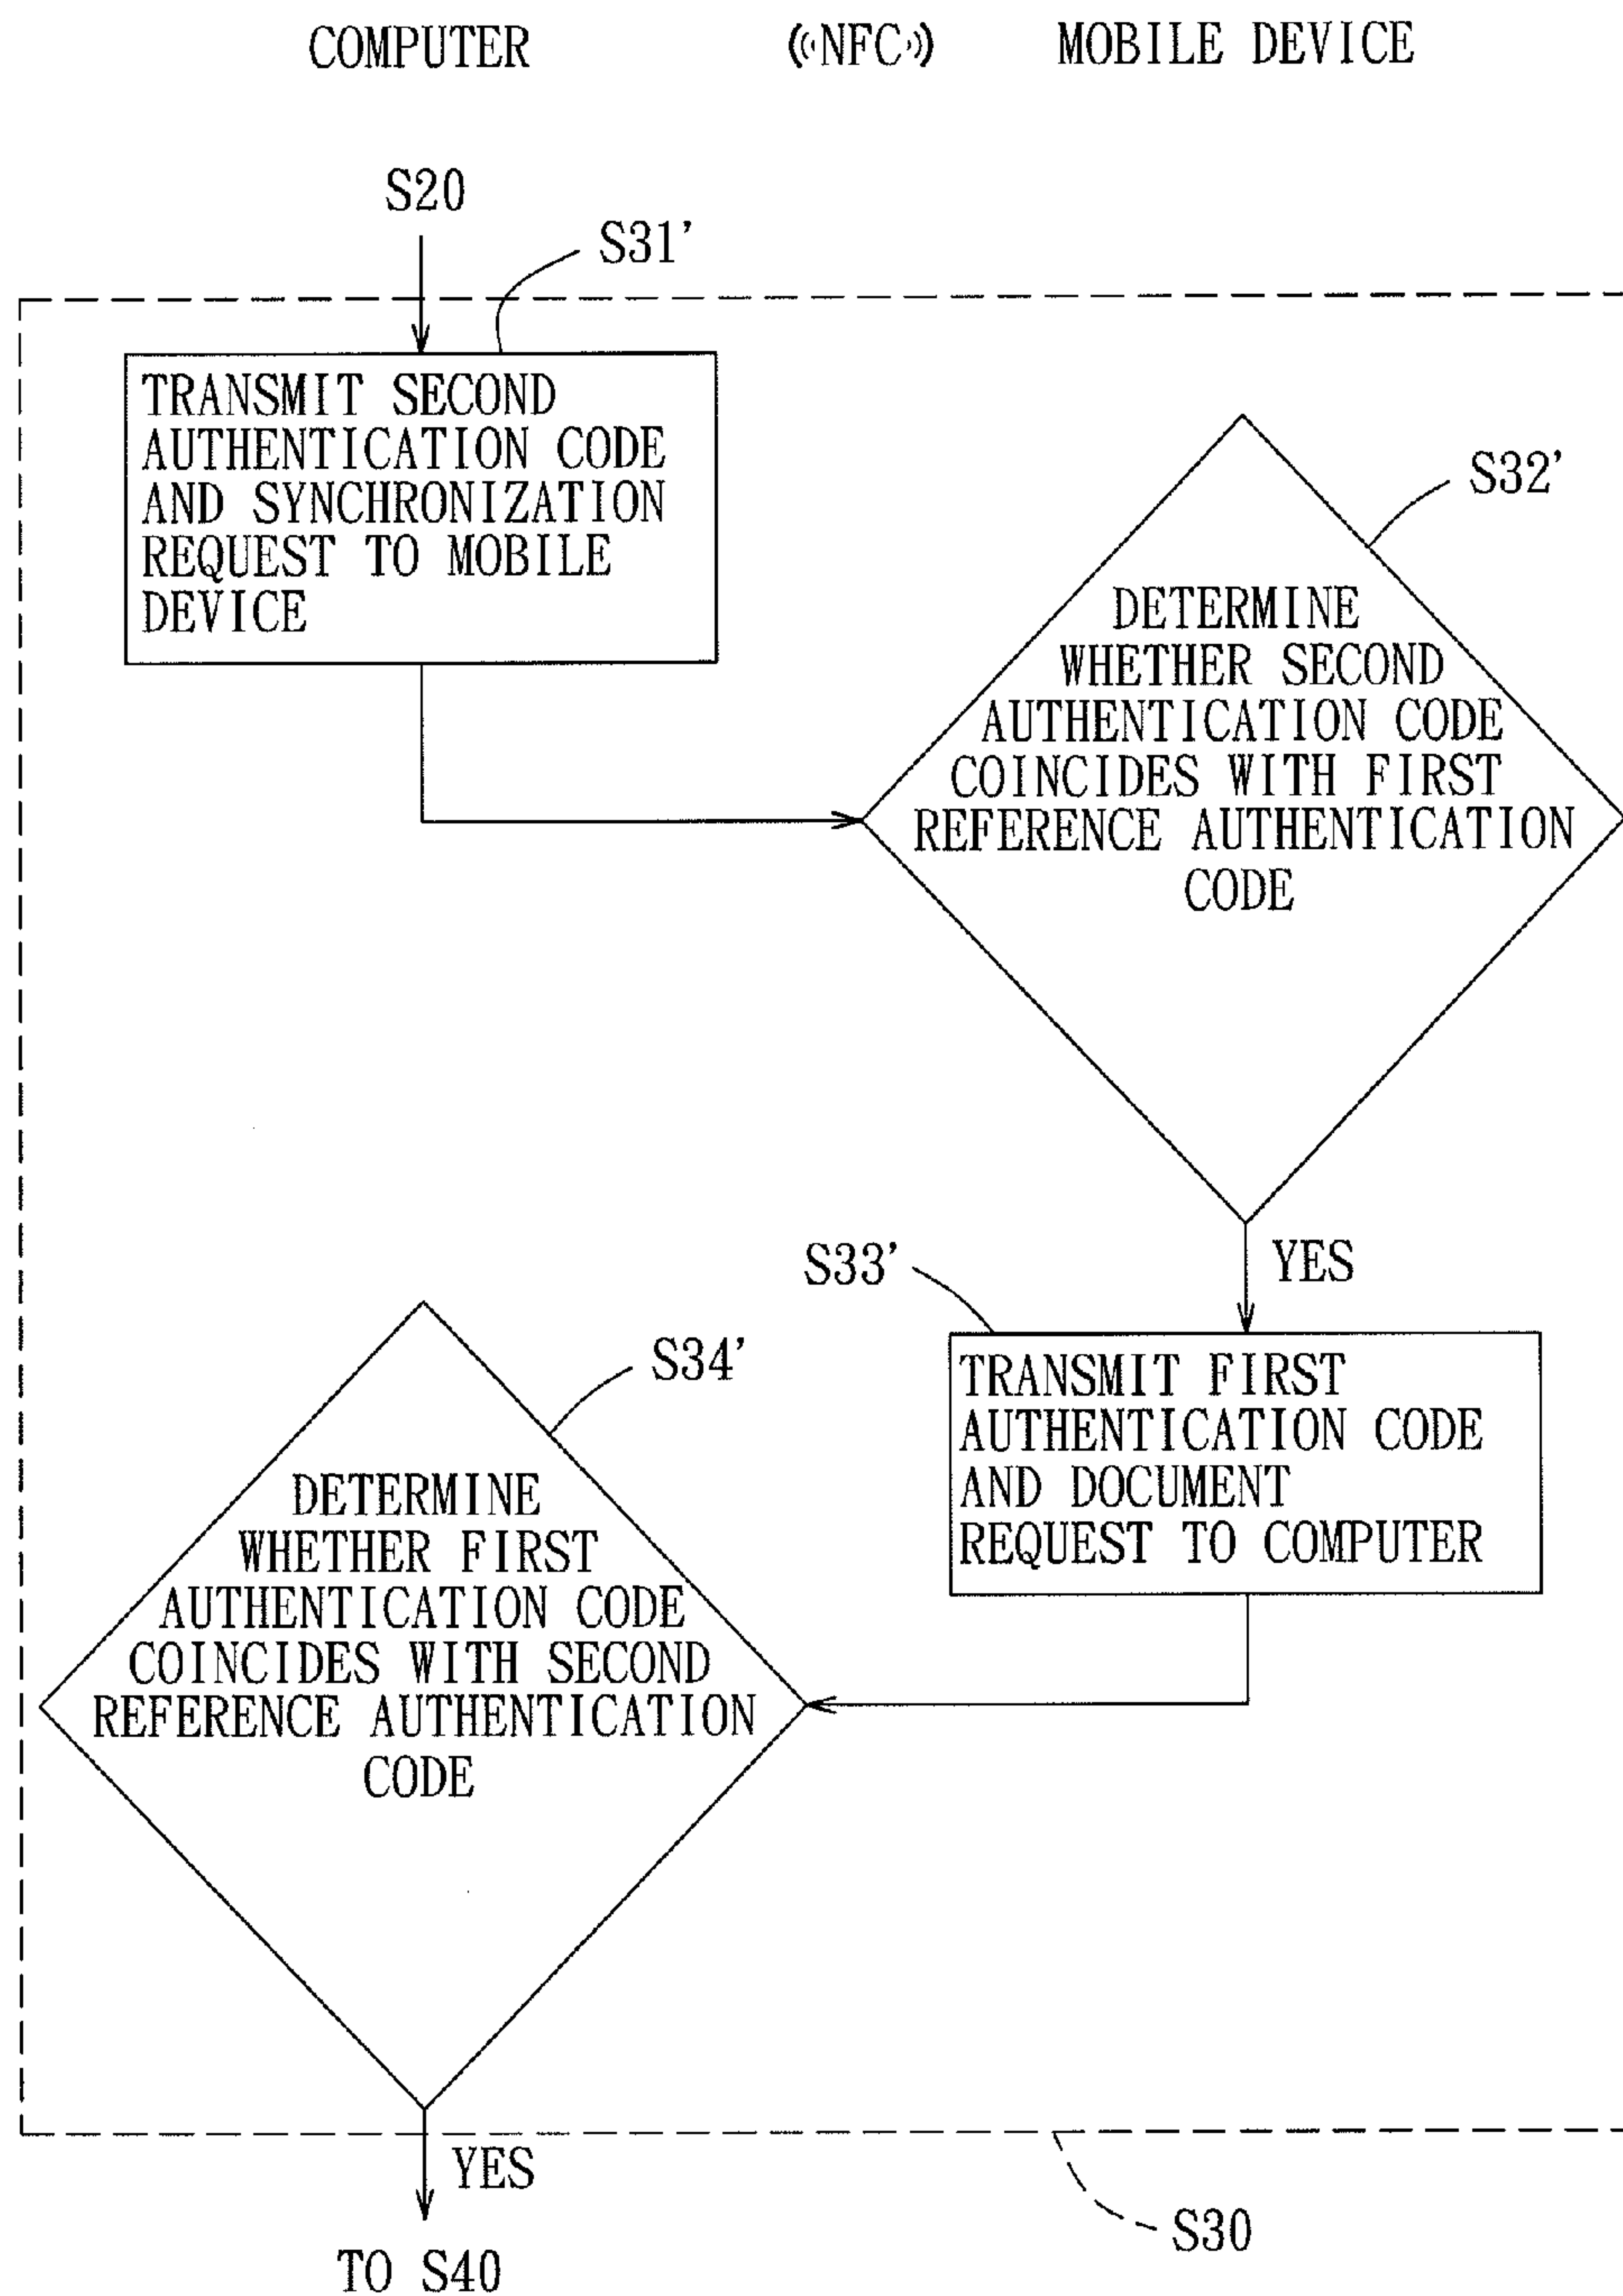 COMPUTER ((·NFC·)) MOBILE DEVICE
S20
S31'
TRANSMIT SECOND
AUTHENTICATION CODE
AND SYNCHRONIZATION
REQUEST TO MOBILE
DEVICE
S32'
DETERMINE
WHETHER SECOND
AUTHENTICATION CODE
COINCIDES WITH FIRST
REFERENCE AUTHENTICATION
CODE
YES
S33'
TRANSMIT FIRST
AUTHENTICATION CODE
AND DOCUMENT
REQUEST TO COMPUTER
S34'
DETERMINE
WHETHER FIRST
AUTHENTICATION CODE
COINCIDES WITH SECOND
REFERENCE AUTHENTICATION
CODE
YES
S30
TO S40